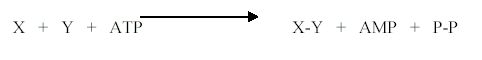 X + Y + ATP → X-Y + AMP + P-P